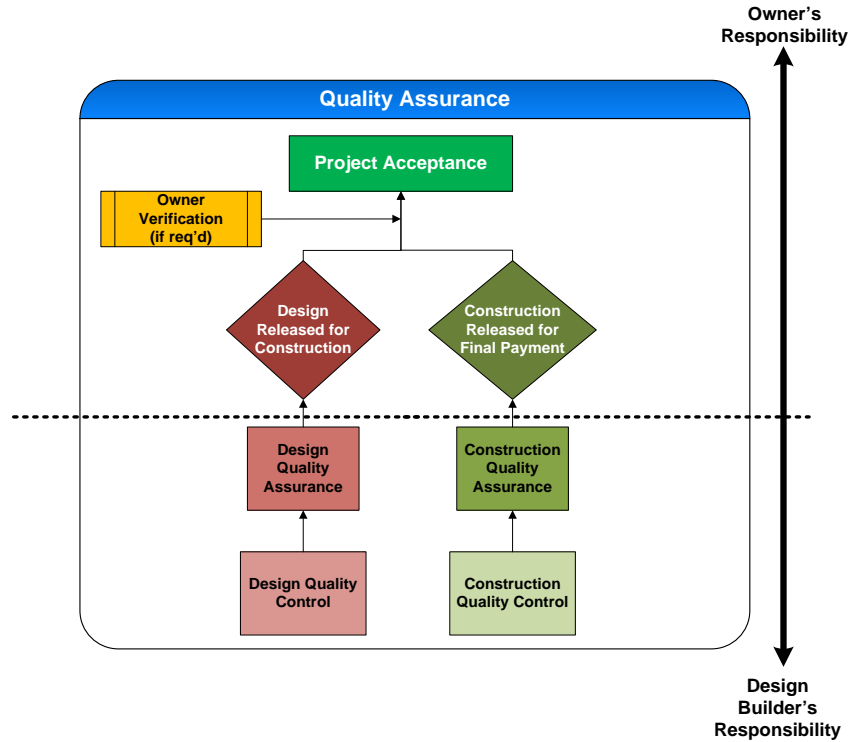 Owner's
Responsibility
Quality Assurance
Project Acceptance
Owner
Verification
(if req'd)
Design
Released for
Construction
Construction
Released for
Final Payment
Design
Quality
Assurance
Construction
Quality
Assurance
Design Quality
Control
Construction
Quality Control
Design
Builder's
Responsibility